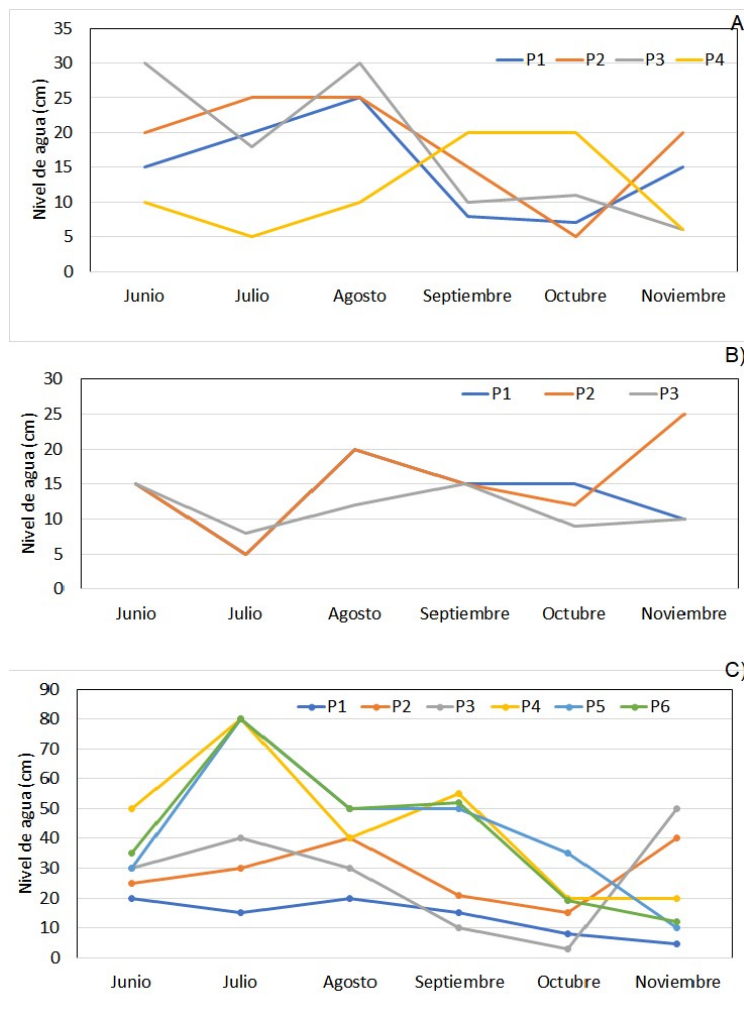 A
35
30
25
20
15
10
5
0
Nivel de agua (cm)
P1 P2 P3 P4
Junio Julio Agosto Septiembre Octubre Noviembre
B)
30
25
20
15
10
5
0
Nivel de agua (cm)
P1 P2 P3
Junio Julio Agosto Septiembre Octubre Noviembre
C)
90
80
70
60
50
40
30
20
10
0
Nivel de agua (cm)
P1 P2 P3 P4 P5 P6
Junio Julio Agosto Septiembre Octubre Noviembre